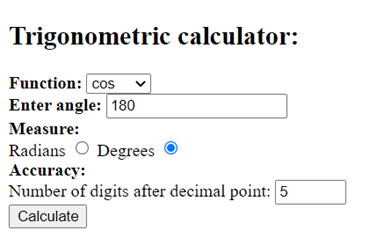 Trigonometric calculator:
Function: cos
Enter angle: 180
Measure:
Radians Degrees
Accuracy:
Number of digits after decimal point: 5
Calculate